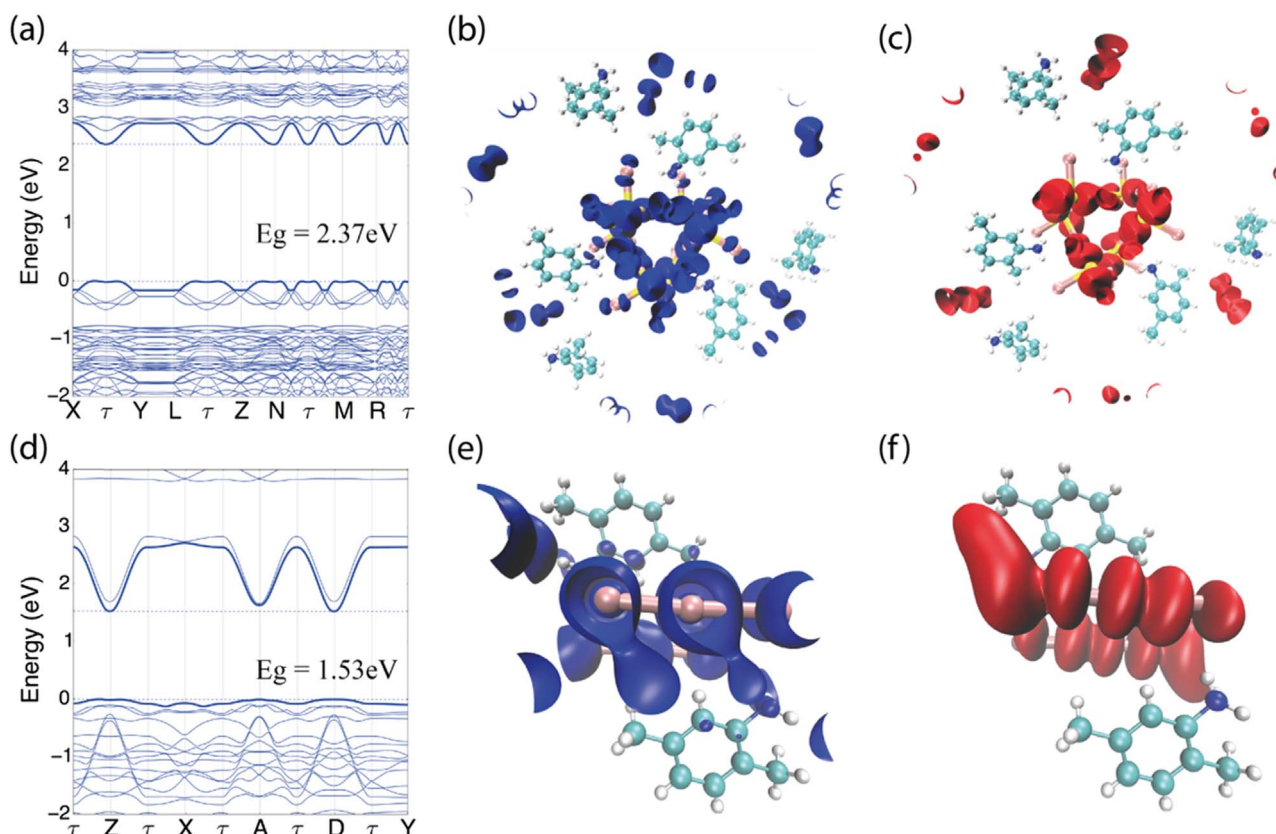 (a)
(b)
(c)
Energy (eV)
4
3
2
1
0
−1
−2
Eg = 2.37eV
X τ Y L τ Z N τ M R τ
(d)
(e)
(f)
Energy (eV)
4
3
2
1
0
−1
−2
Eg = 1.53eV
τ Z τ X τ A τ D τ Y